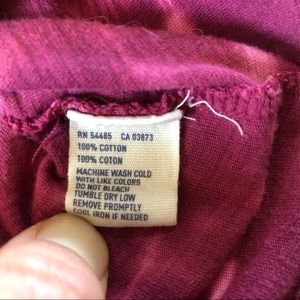 RN 54485 CA 03873
100% COTTON
100% COTON
MACHINE WASH COLD
WITH LIKE COLORS
DO NOT BLEACH
TUMBLE DRY LOW
REMOVE PROMPTLY
COOL IRON IF NEEDED